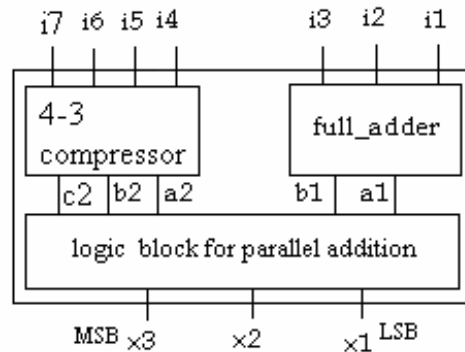 i7 i6 i5 i4 i3 i2 i1
4-3 compressor
full_adder
c2 b2 a2 b1 a1
logic block for parallel addition
MSB x3 x2 x1 LSB